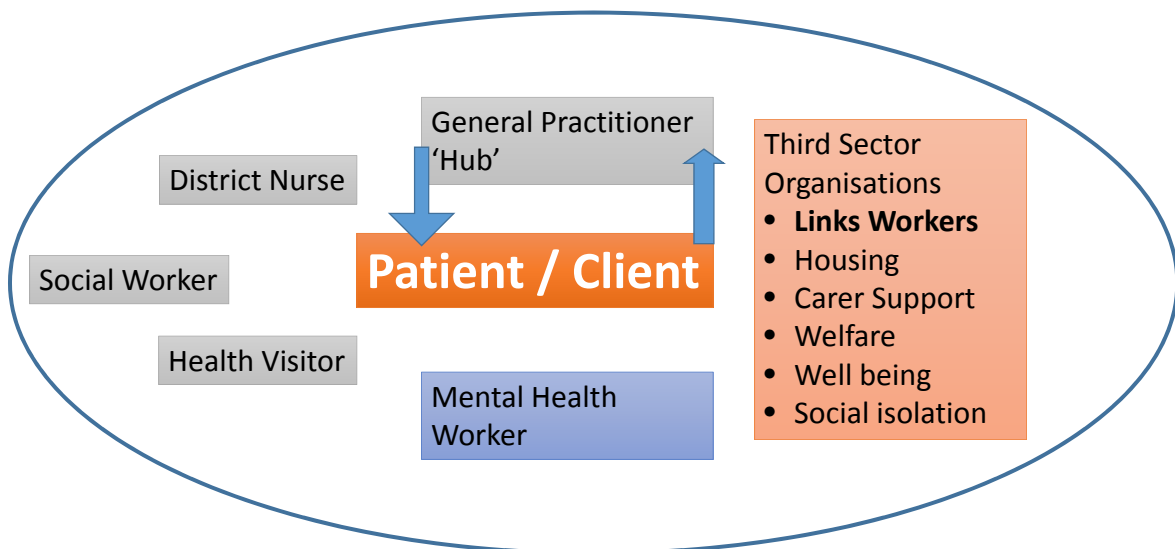 General Practitioner
'Hub'
District Nurse
Social Worker
Health Visitor
Patient / Client
Mental Health
Worker
Third Sector
Organisations
• Links Workers
• Housing
• Carer Support
• Welfare
• Well being
• Social isolation